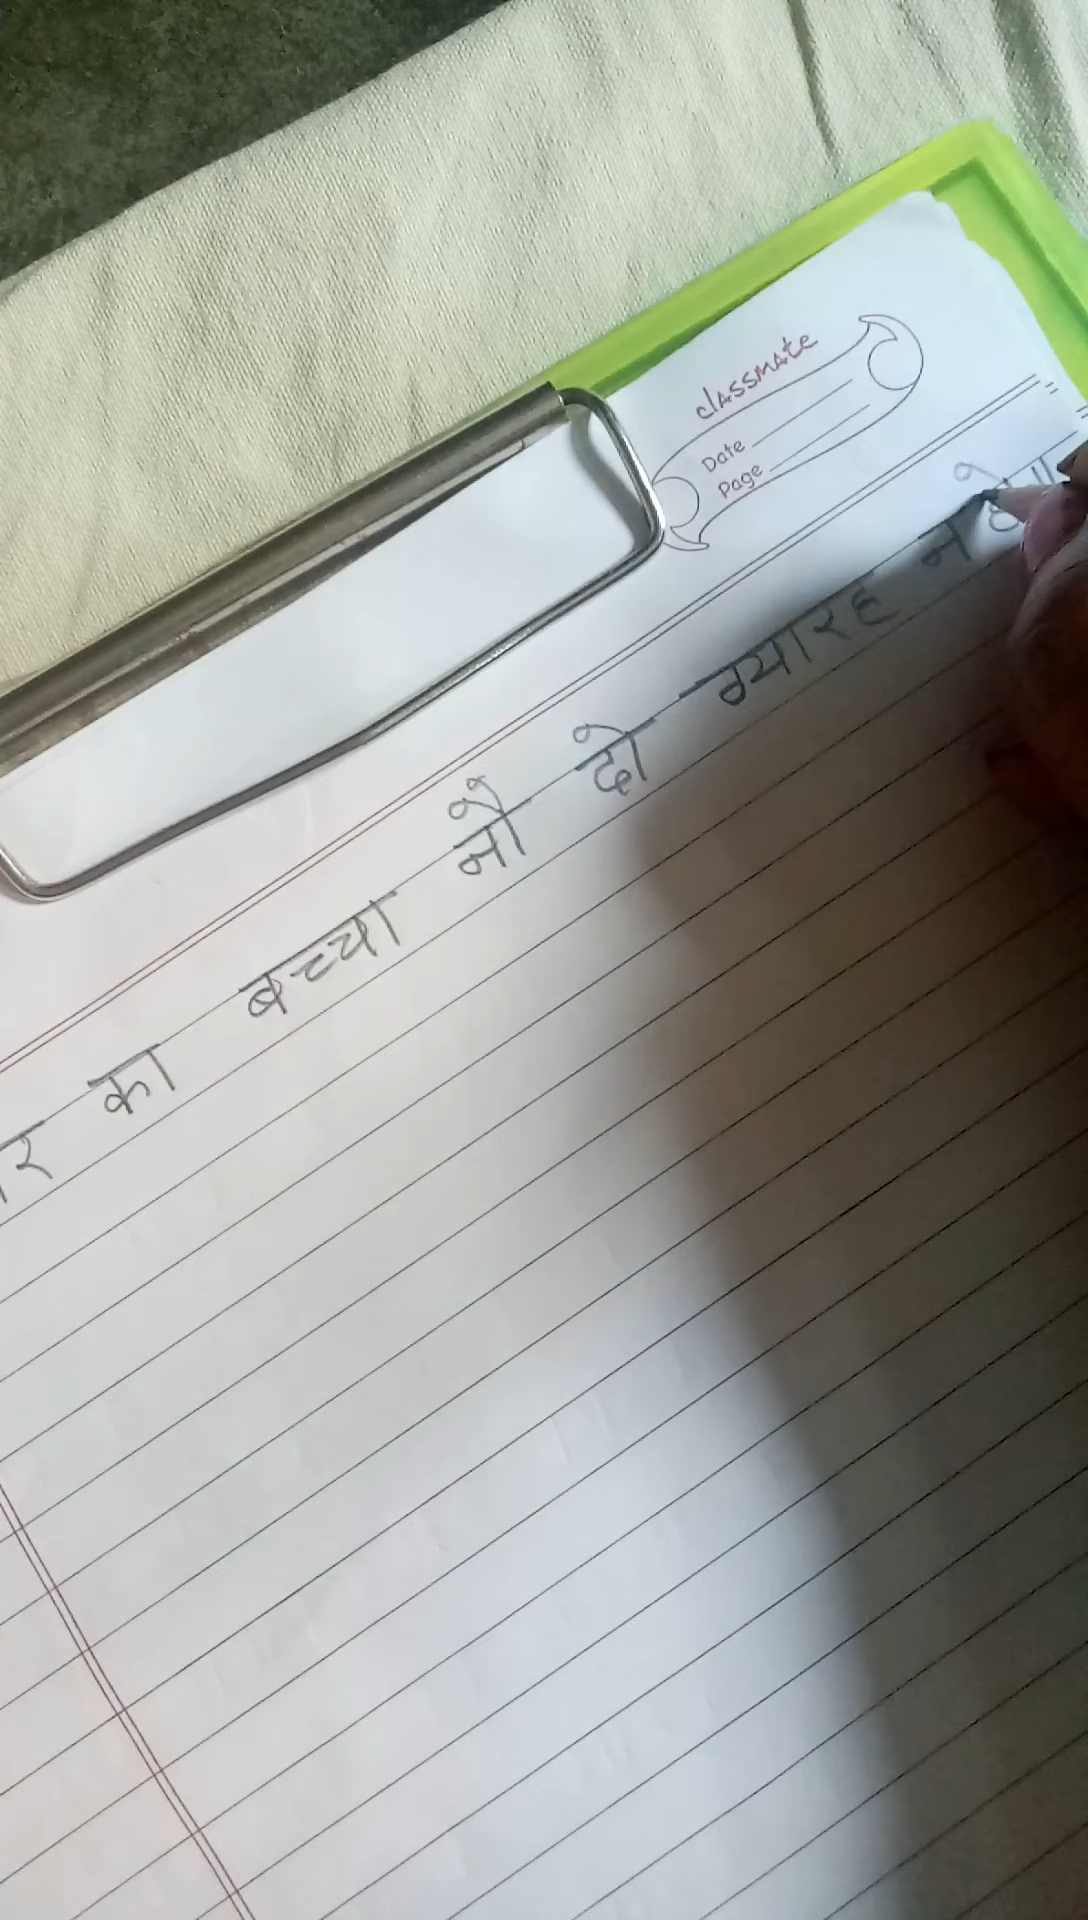 classmate
Date
Page
का बच्चा नौ दो ग्यारह न